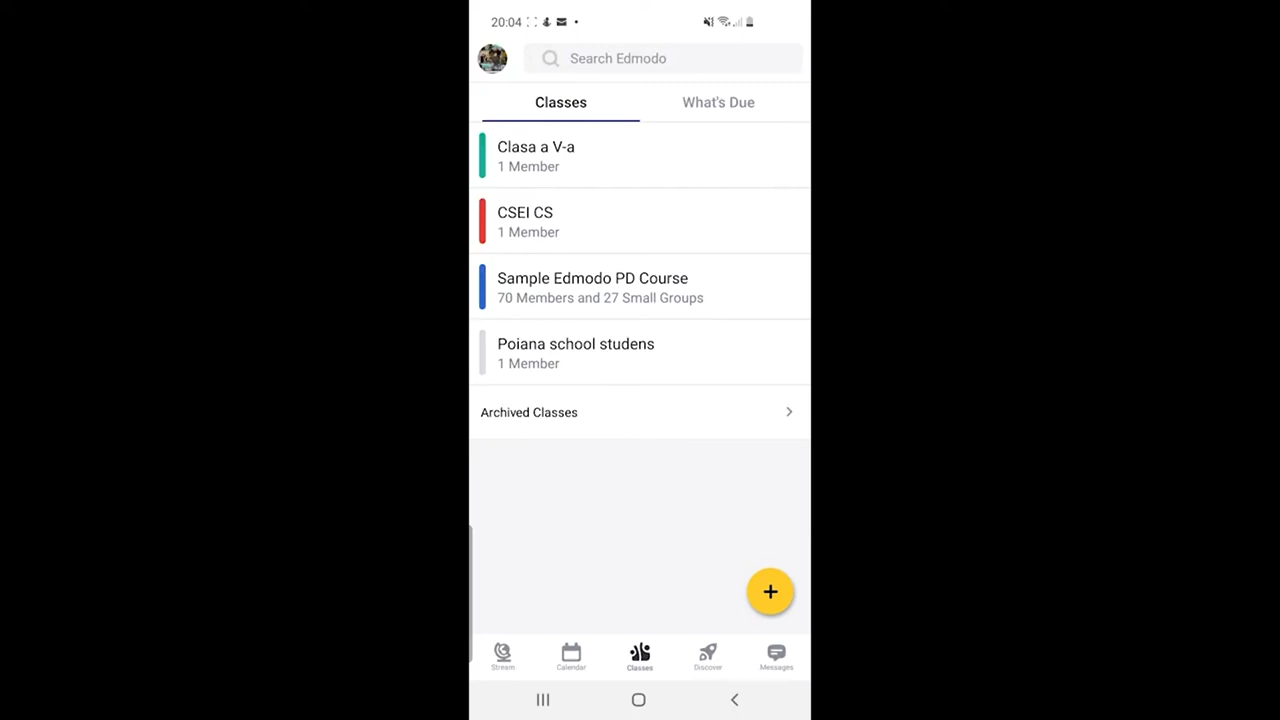 20:04
Search Edmodo
Classes
What's Due
Clasa a V-a
1 Member
CSEI CS
1 Member
Sample Edmodo PD Course
70 Members and 27 Small Groups
Poiana school studens
1 Member
Archived Classes
+
Stream
Calendar
Classes
Discover
Messages